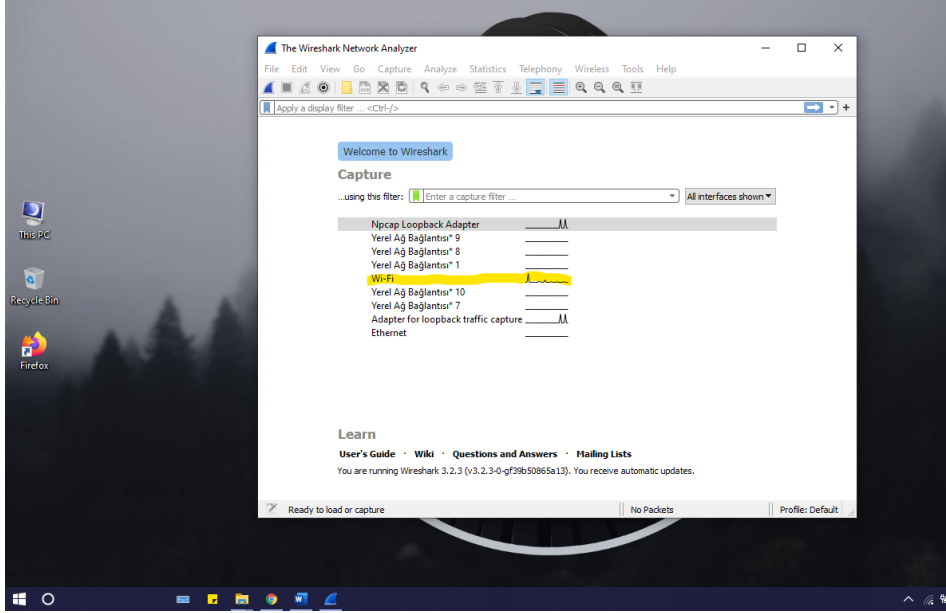 The Wireshark Network Analyzer
File Edit View Go Capture Analyze Statistics Telephony Wireless Tools Help
Apply a display filter ... <Ctrl-/>
Welcome to Wireshark
Capture
...using this filter: Enter a capture filter ... All interfaces shown
Npcap Loopback Adapter
Yerel Ağ Bağlantısı* 9
Yerel Ağ Bağlantısı* 8
Yerel Ağ Bağlantısı* 1
Wi-Fi
Yerel Ağ Bağlantısı* 10
Yerel Ağ Bağlantısı* 7
Adapter for loopback traffic capture
Ethernet
Learn
User's Guide · Wiki · Questions and Answers · Mailing Lists
You are running Wireshark 3.2.3 (v3.2.3-0-gf39b50865a13). You receive automatic updates.
Ready to load or capture No Packets Profile: Default
This PC
Recycle Bin
Firefox